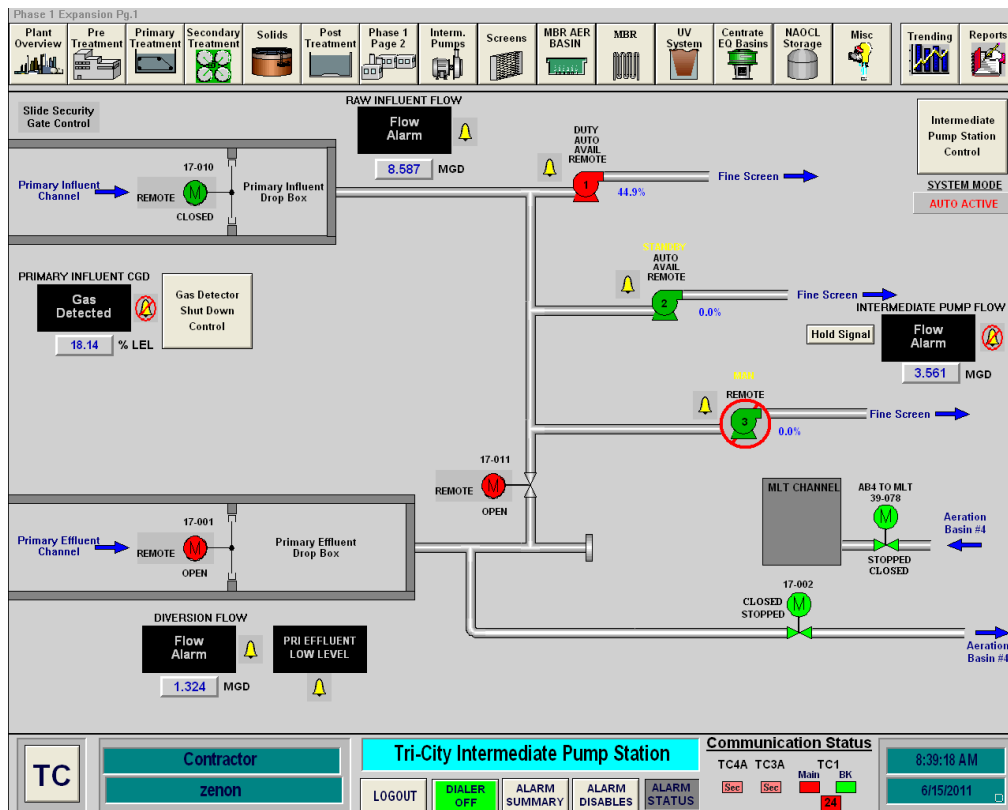 Phase 1 Expansion Pg.1
Plant Overview
Pre Treatment
Primary Treatment
Secondary Treatment
Solids
Post Treatment
Phase 1 Page 2
Interm. Pumps
Screens
MBR AER BASIN
MBR
UV System
Centrate EQ Basins
NAOCL Storage
Misc
Trending
Reports
Slide Security
Gate Control
RAW INFLUENT FLOW
Flow
Alarm
8.587 MGD
Intermediate
Pump Station
Control
SYSTEM MODE
AUTO ACTIVE
17-010
Primary Influent
Channel
REMOTE
M
CLOSED
Primary Influent
Drop Box
DUTY
AUTO
AVAIL
REMOTE
1
44.9%
Fine Screen
STANDBY
AUTO
AVAIL
REMOTE
2
0.0%
Fine Screen
PRIMARY INFLUENT CGD
Gas
Detected
18.14 % LEL
Gas Detector
Shut Down
Control
INTERMEDIATE PUMP FLOW
Hold Signal
Flow
Alarm
3.561 MGD
MAN
REMOTE
3
0.0%
Fine Screen
17-011
REMOTE
M
OPEN
MLT CHANNEL
AB4 TO MLT
39-078
M
STOPPED
CLOSED
Aeration
Basin #4
17-001
Primary Effluent
Channel
REMOTE
M
OPEN
Primary Effluent
Drop Box
17-002
CLOSED
STOPPED
M
Aeration
Basin #4
DIVERSION FLOW
Flow
Alarm
1.324 MGD
PRI EFFLUENT
LOW LEVEL
TC
Contractor
zenon
Tri-City Intermediate Pump Station
LOGOUT
DIALER OFF
ALARM SUMMARY
ALARM DISABLES
ALARM STATUS
Communication Status
TC4A TC3A TC1
Main BK
Sec Sec
24
8:39:18 AM
6/15/2011